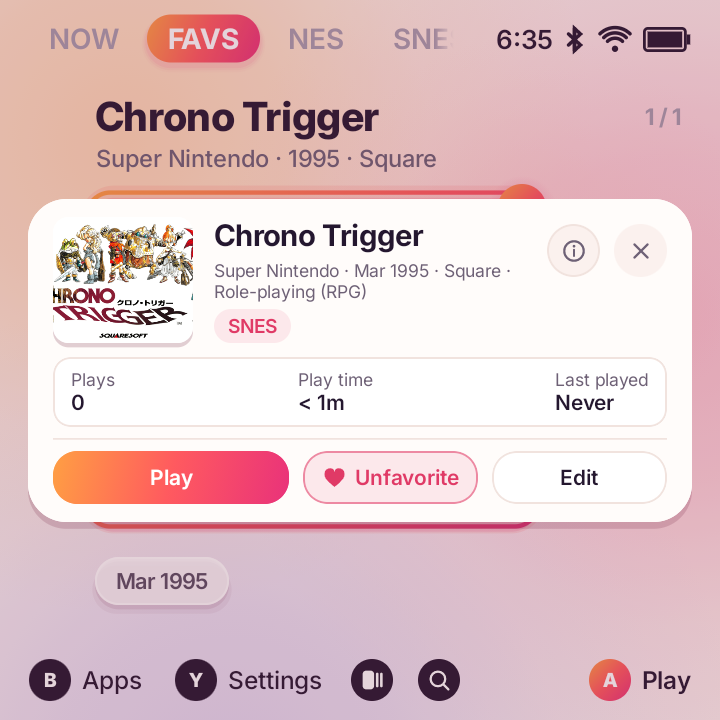 NOW FAVS NES SNES 6:35
Chrono Trigger 1/1
Super Nintendo · 1995 · Square
Chrono Trigger
Super Nintendo · Mar 1995 · Square ·
Role-playing (RPG)
SNES
HRONO クロノ・トリガー
TRIGGER
SQUARESOFT
Plays Play time Last played
0 < 1m Never
Play Unfavorite Edit
Mar 1995
B Apps Y Settings A Play